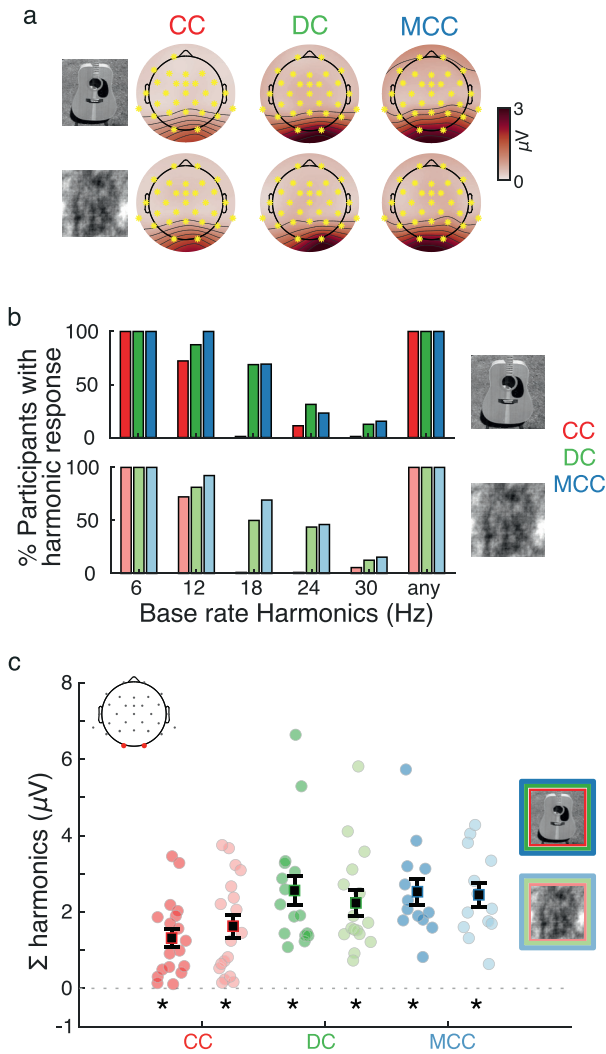 a
CC DC MCC
3
μV
0
b
100
50
0
100
50
0
% Participants with
harmonic response
CC
DC
MCC
6 12 18 24 30 any
Base rate Harmonics (Hz)
c
8
6
4
2
0
-1
Σ harmonics (μV)
* * * * * *
CC DC MCC